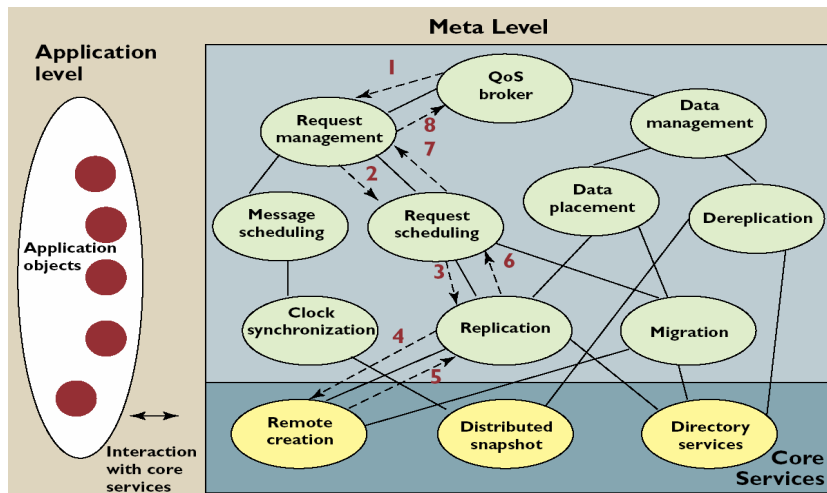 Meta Level
Application
level
QoS
broker
1
Request
management
8
7
2
Data
management
Message
scheduling
Request
scheduling
Data
placement
Dereplication
Application
objects
3
6
Clock
synchronization
4
Replication
Migration
5
Remote
creation
Distributed
snapshot
Directory
services
Interaction
with core
services
Core
Services